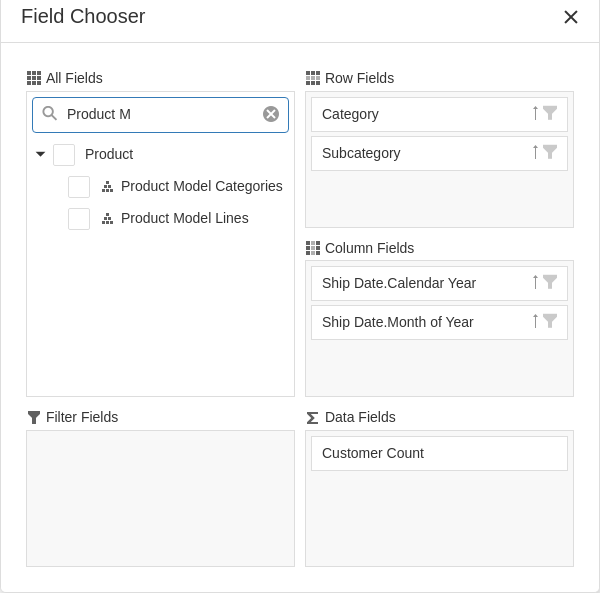 Field Chooser
All Fields
Product M
Product
Product Model Categories
Product Model Lines
Row Fields
Category
Subcategory
Column Fields
Ship Date.Calendar Year
Ship Date.Month of Year
Filter Fields
Data Fields
Customer Count